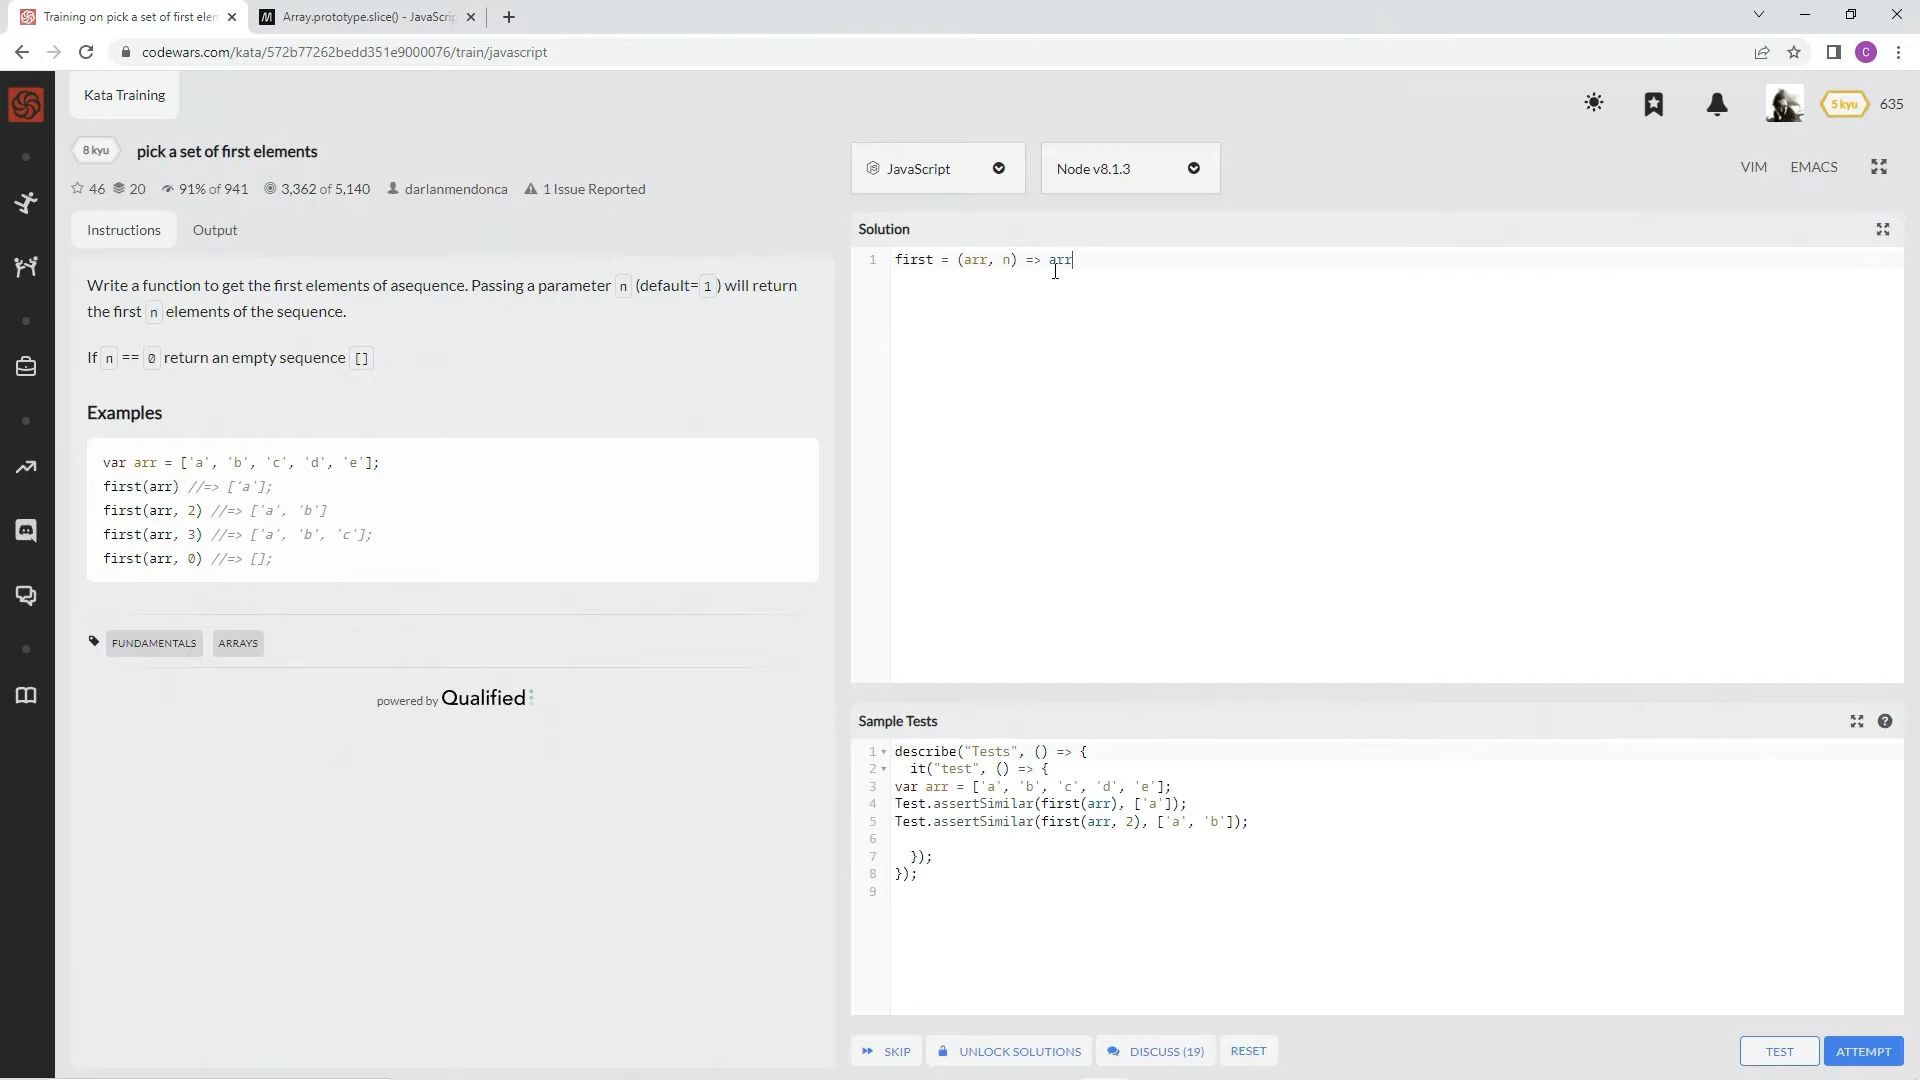 Training on pick a set of first elem
Array.prototype.slice() - JavaScrip
codewars.com/kata/572b77262bedd351e9000076/train/javascript
C
Kata Training
5 kyu
635
8 kyu
pick a set of first elements
46
20
91% of 941
3,362 of 5,140
darlanmendonca
1 Issue Reported
JavaScript
Node v8.1.3
VIM
EMACS
Instructions
Output
Solution
1
first = (arr, n) => arr
Write a function to get the first elements of asequence. Passing a parameter n (default= 1 ) will return
the first n elements of the sequence.
If n == 0 return an empty sequence []
Examples
var arr = ['a', 'b', 'c', 'd', 'e'];
first(arr) //=> ['a'];
first(arr, 2) //=> ['a', 'b']
first(arr, 3) //=> ['a', 'b', 'c'];
first(arr, 0) //=> [];
FUNDAMENTALS
ARRAYS
powered by Qualified
Sample Tests
1 describe("Tests", () => {
2 it("test", () => {
3 var arr = ['a', 'b', 'c', 'd', 'e'];
4 Test.assertSimilar(first(arr), ['a']);
5 Test.assertSimilar(first(arr, 2), ['a', 'b']);
6
7 });
8 });
9
SKIP
UNLOCK SOLUTIONS
DISCUSS (19)
RESET
TEST
ATTEMPT